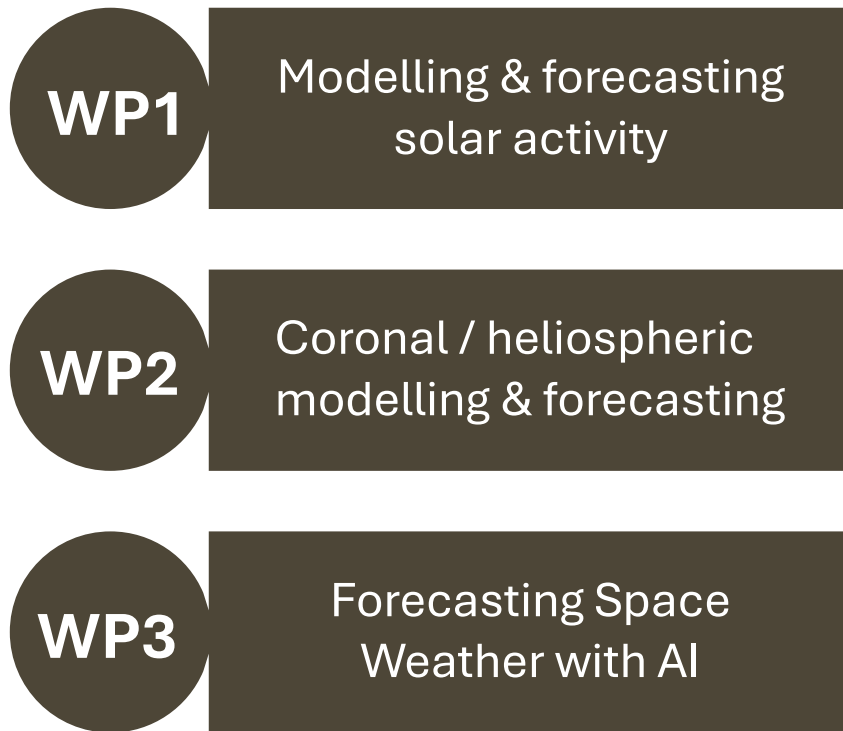 WP1
Modelling & forecasting
solar activity
WP2
Coronal / heliospheric
modelling & forecasting
WP3
Forecasting Space
Weather with AI